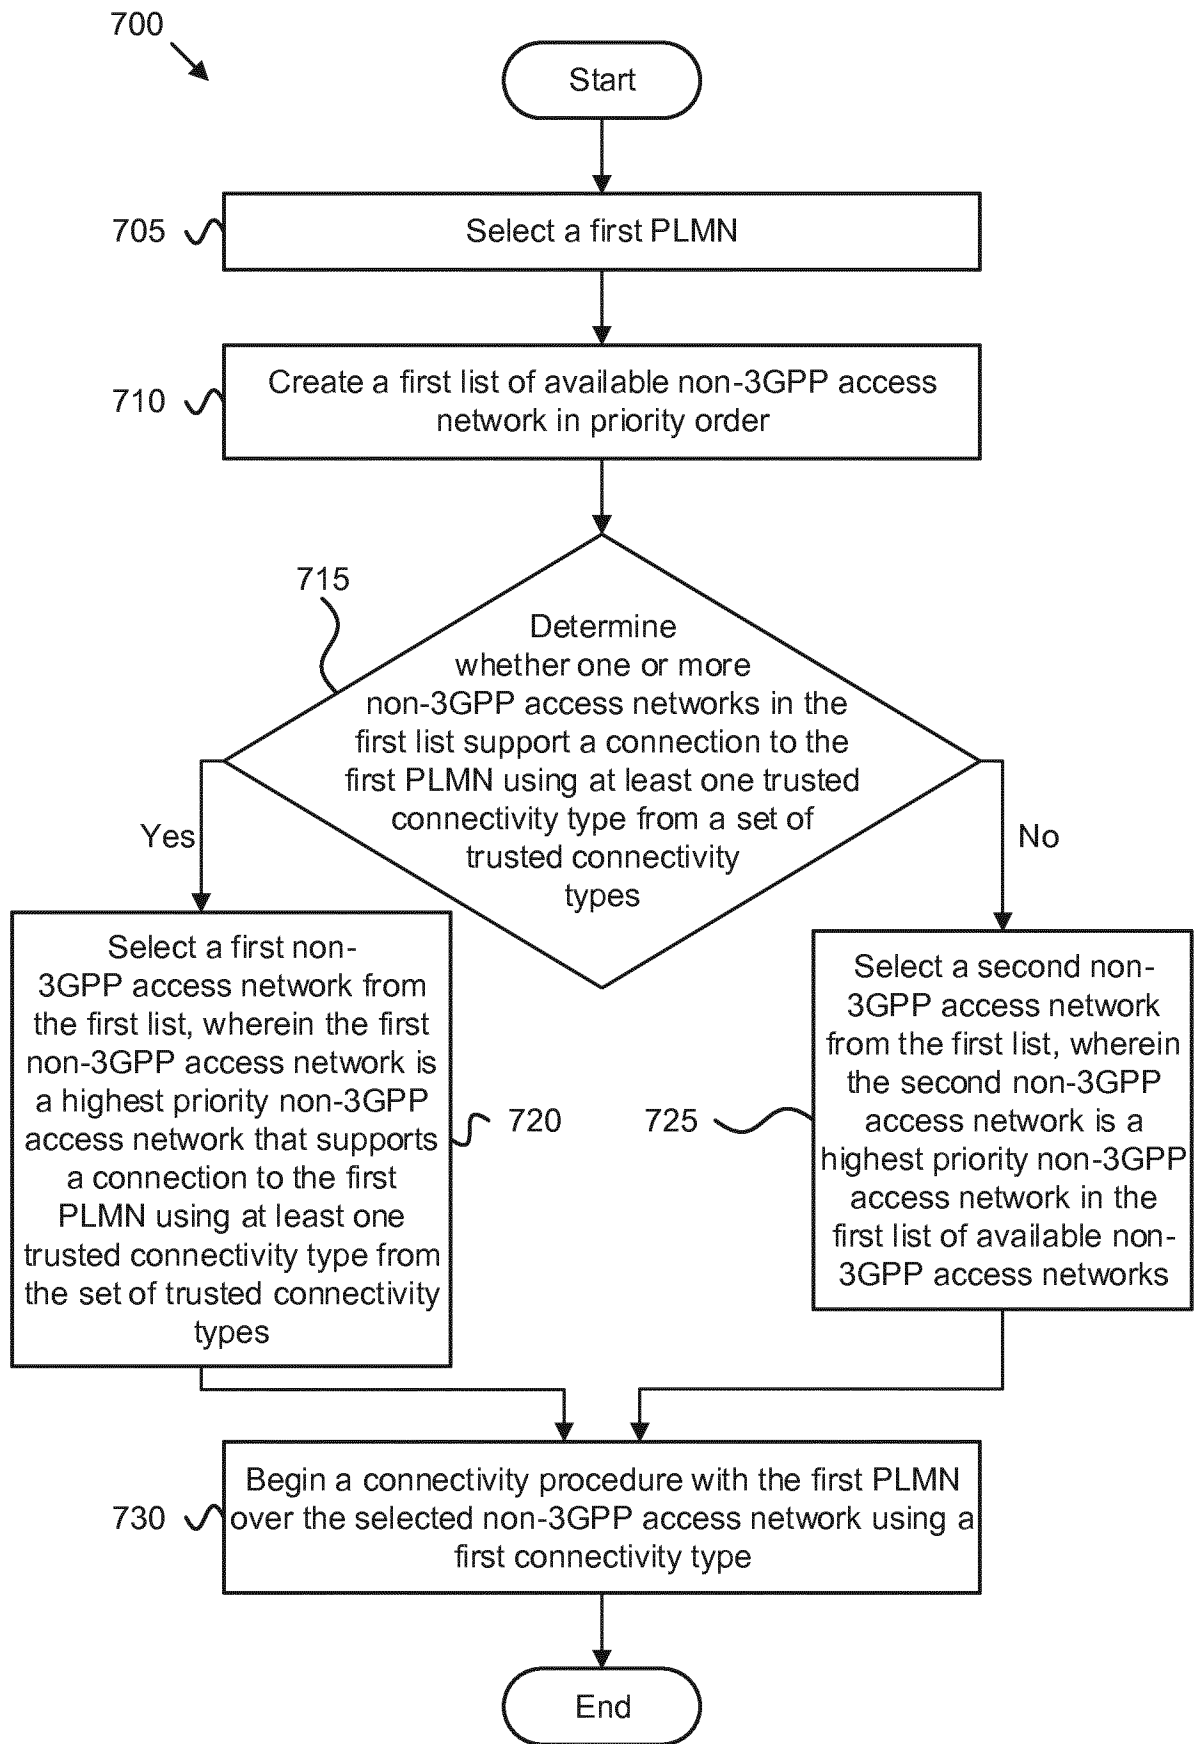 700
Start
705
Select a first PLMN
710
Create a first list of available non-3GPP access
network in priority order
715
Determine
whether one or more
non-3GPP access networks in the
first list support a connection to the
first PLMN using at least one trusted
connectivity type from a set of
trusted connectivity
types
Yes
No
Select a first non-
3GPP access network from
the first list, wherein the first
non-3GPP access network is
a highest priority non-3GPP
access network that supports
a connection to the first
PLMN using at least one
trusted connectivity type from
the set of trusted connectivity
types
720
725
Select a second non-
3GPP access network
from the first list, wherein
the second non-3GPP
access network is a
highest priority non-3GPP
access network in the
first list of available non-
3GPP access networks
730
Begin a connectivity procedure with the first PLMN
over the selected non-3GPP access network using a
first connectivity type
End